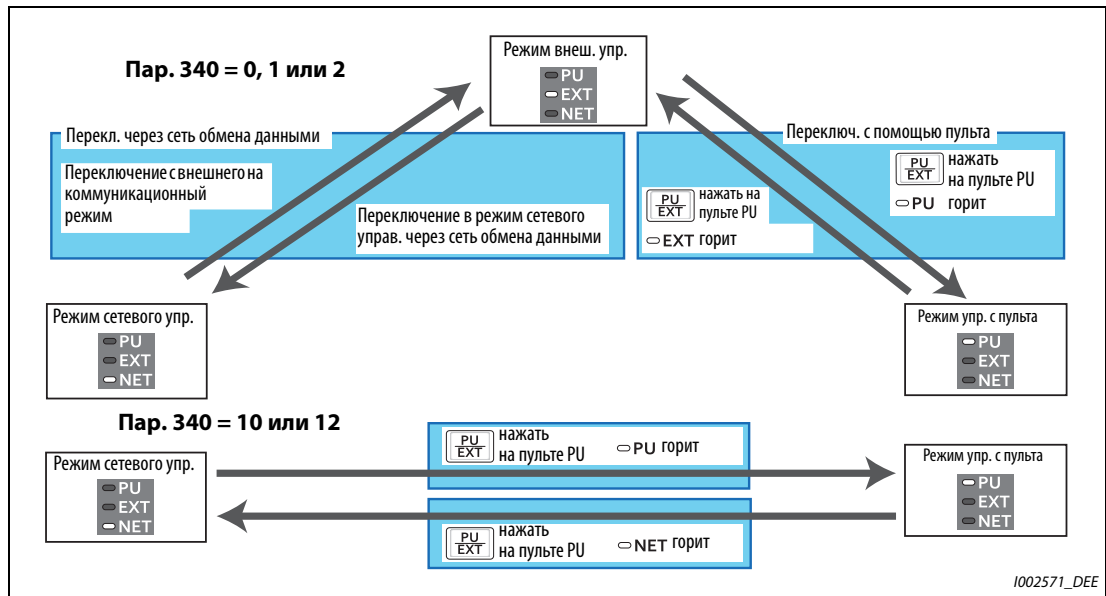 Пар. 340 = 0, 1 или 2
Режим внеш. упр.
PU
EXT
NET
Перекл. через сеть обмена данными
Переключение с внешнего на
коммуникационный
режим
Переключение в режим сетевого
управ. через сеть обмена данными
Переключ. с помощью пульта
PU
EXT
нажать
на пульте PU
PU горит
PU
EXT
нажать на
пульте PU
EXT горит
Режим сетевого упр.
PU
EXT
NET
Режим упр. с пульта
PU
EXT
NET
Пар. 340 = 10 или 12
Режим сетевого упр.
PU
EXT
NET
PU
EXT
нажать
на пульте PU
PU горит
PU
EXT
нажать
на пульте PU
NET горит
Режим упр. с пульта
PU
EXT
NET
I002571_DEE